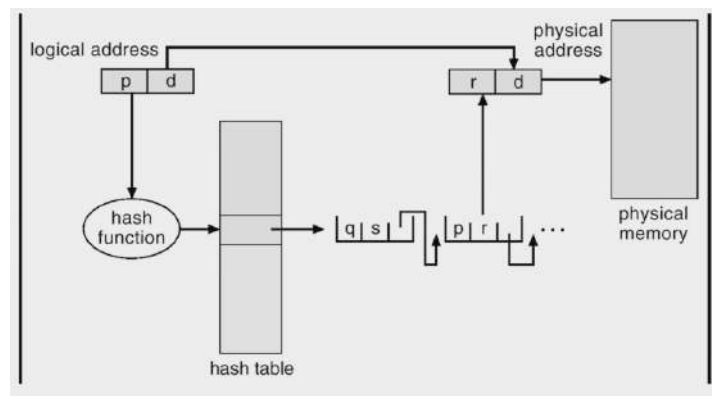 logical address
physical
address
p d
r d
hash
function
q s
p r
...
physical
memory
hash table